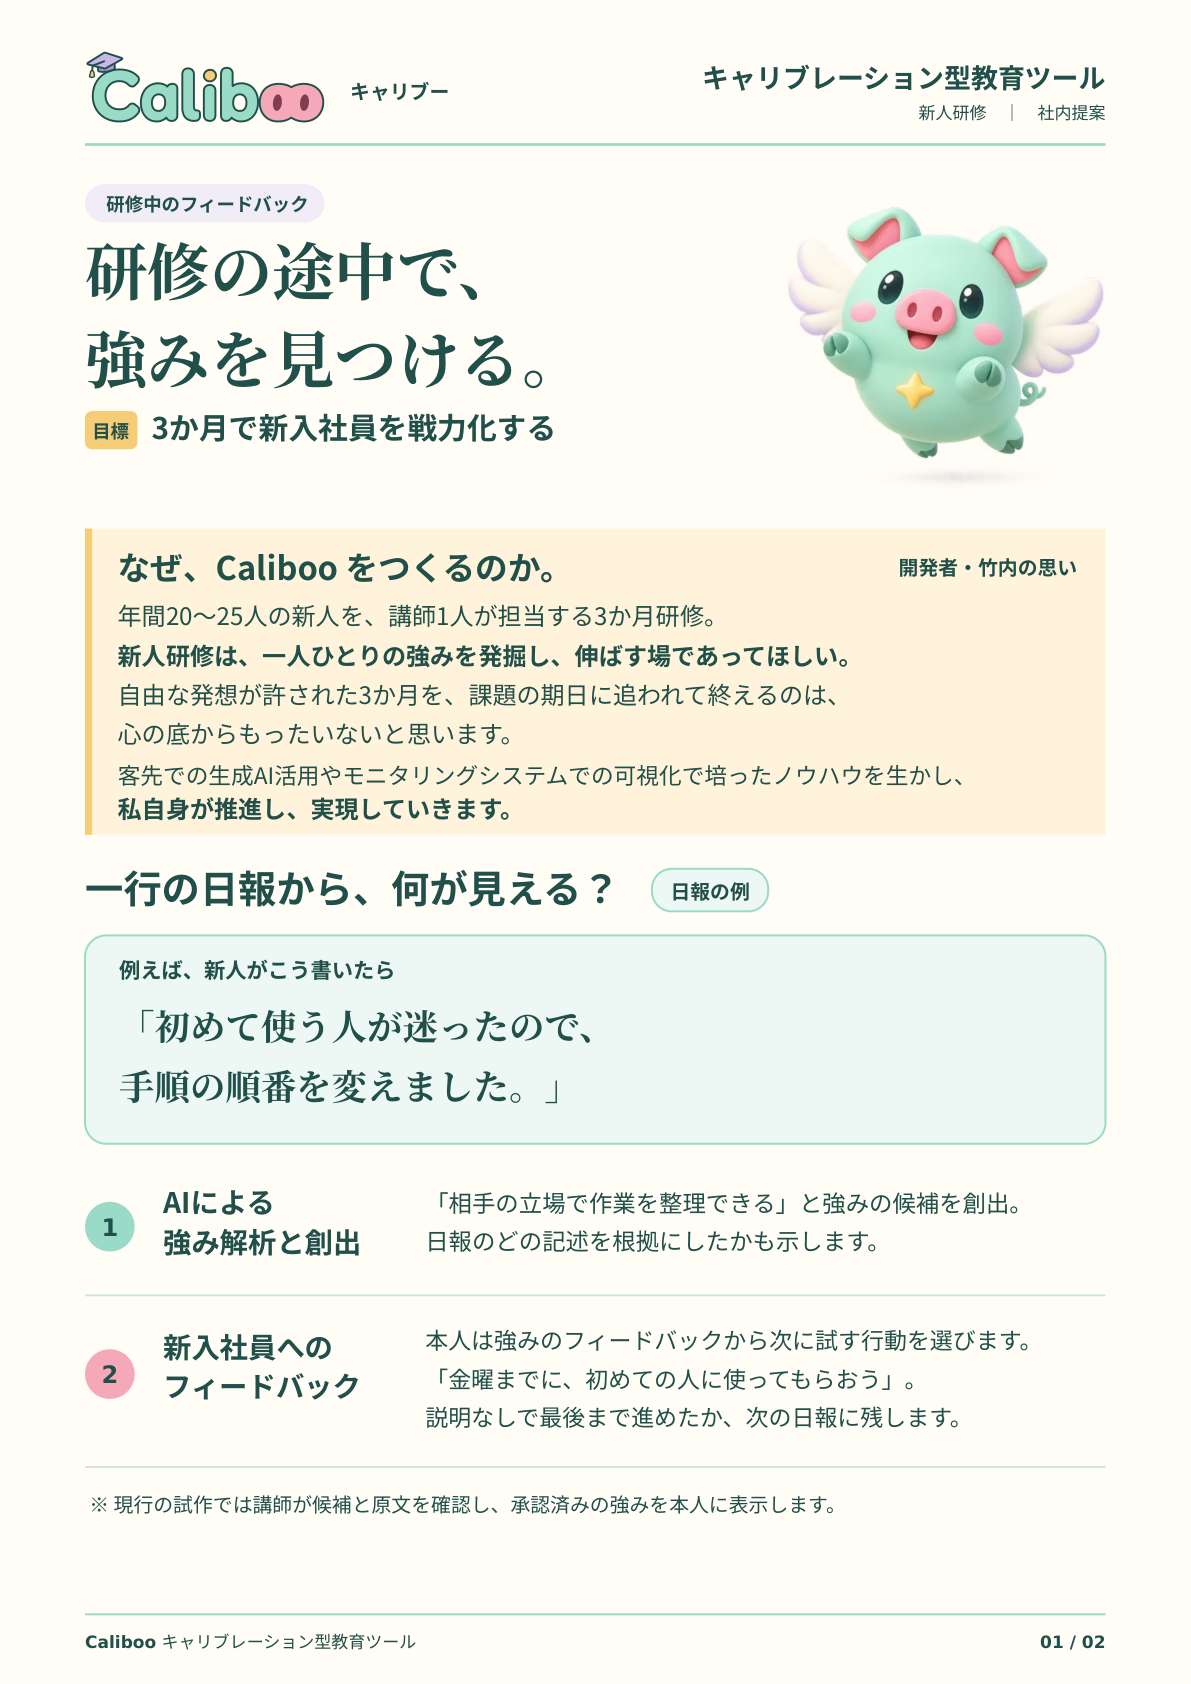 Caliboo キャリブー
キャリブレーション型教育ツール
新人研修 ｜ 社内提案
研修中のフィードバック
研修の途中で、
強みを見つける。
目標 3か月で新入社員を戦力化する
なぜ、Caliboo をつくるのか。
開発者・竹内の思い
年間20〜25人の新人を、講師1人が担当する3か月研修。
新人研修は、一人ひとりの強みを発掘し、伸ばす場であってほしい。
自由な発想が許された3か月を、課題の期日に追われて終えるのは、
心の底からもったいないと思います。
客先での生成AI活用やモニタリングシステムでの可視化で培ったノウハウを生かし、
私自身が推進し、実現していきます。
一行の日報から、何が見える？ 日報の例
例えば、新人がこう書いたら
「初めて使う人が迷ったので、
手順の順番を変えました。」
1
AIによる
強み解析と創出
「相手の立場で作業を整理できる」と強みの候補を創出。
日報のどの記述を根拠にしたかも示します。
2
新入社員への
フィードバック
本人は強みのフィードバックから次に試す行動を選びます。
「金曜までに、初めての人に使ってもらおう」。
説明なしで最後まで進めたか、次の日報に残します。
※ 現行の試作では講師が候補と原文を確認し、承認済みの強みを本人に表示します。
Caliboo キャリブレーション型教育ツール
01 / 02